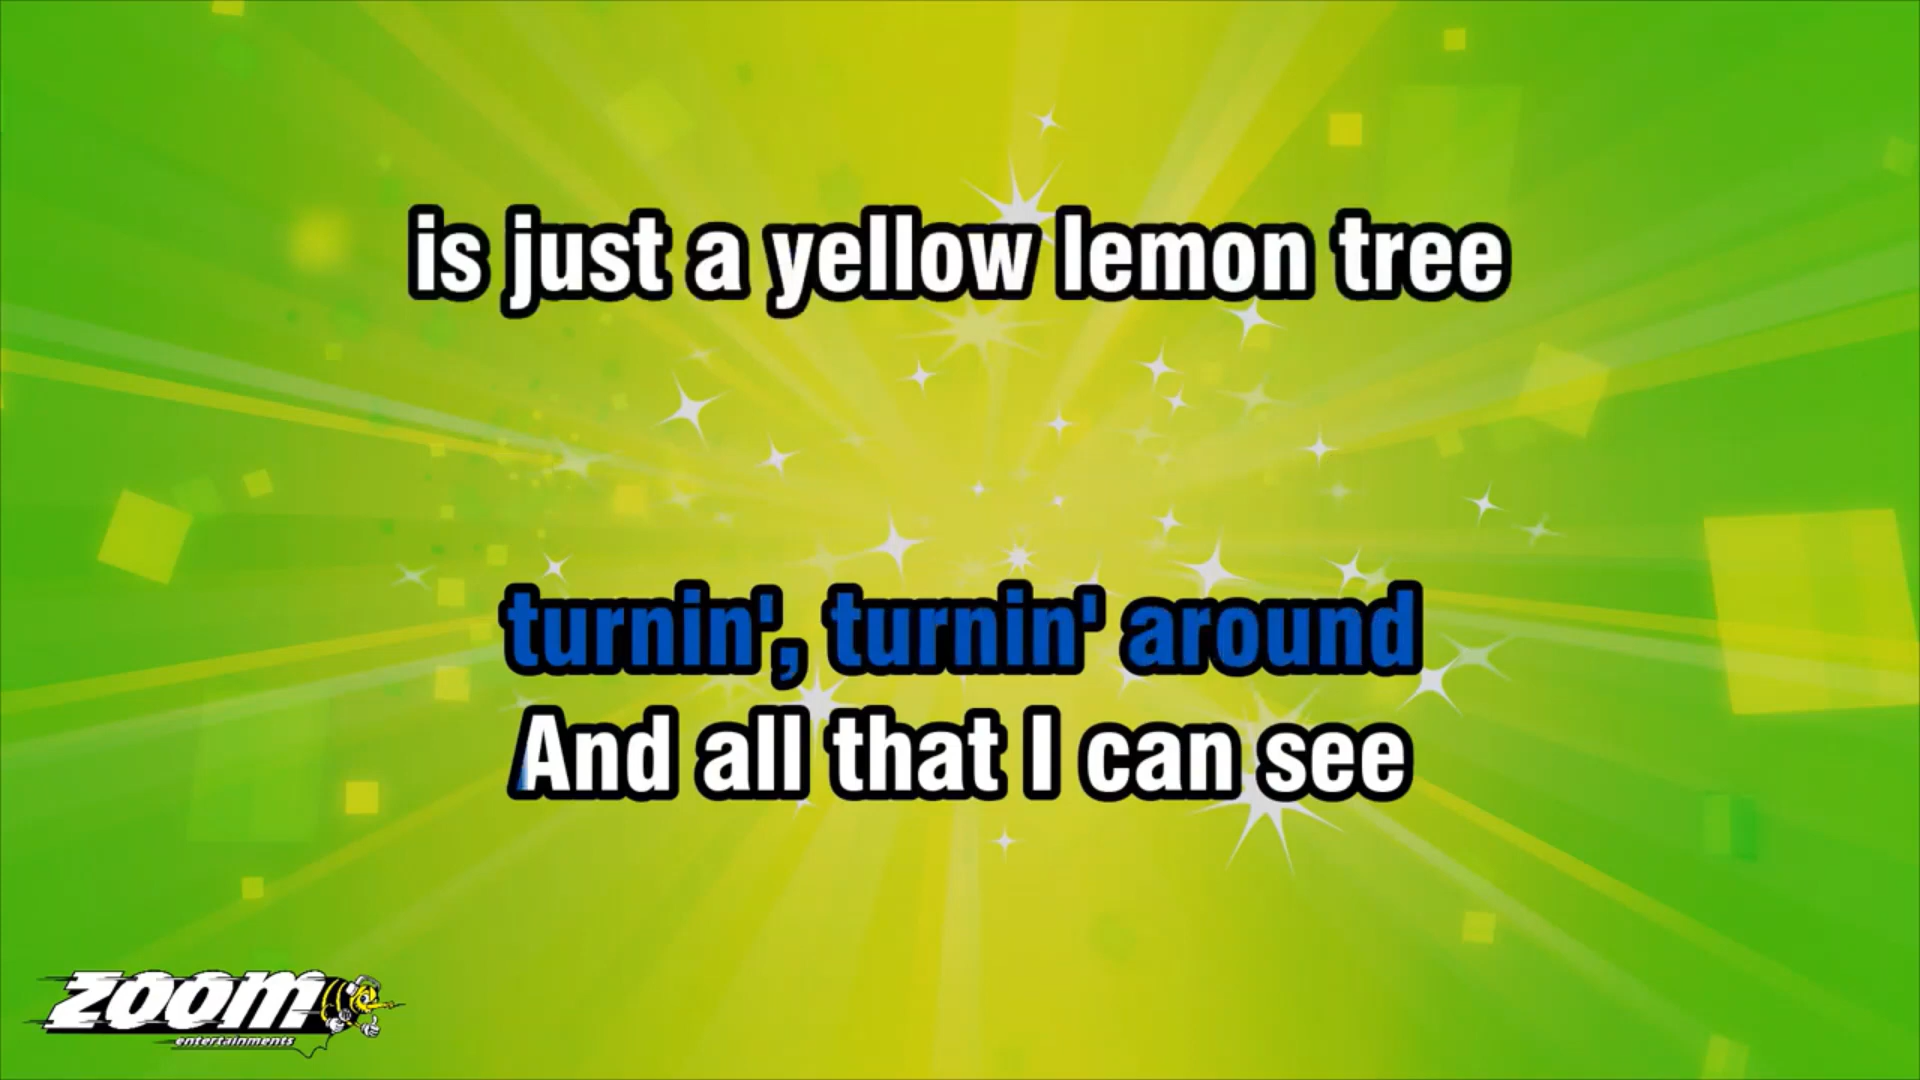 is just a yellow lemon tree
turnin', turnin' around
And all that I can see
zoom
entertainments